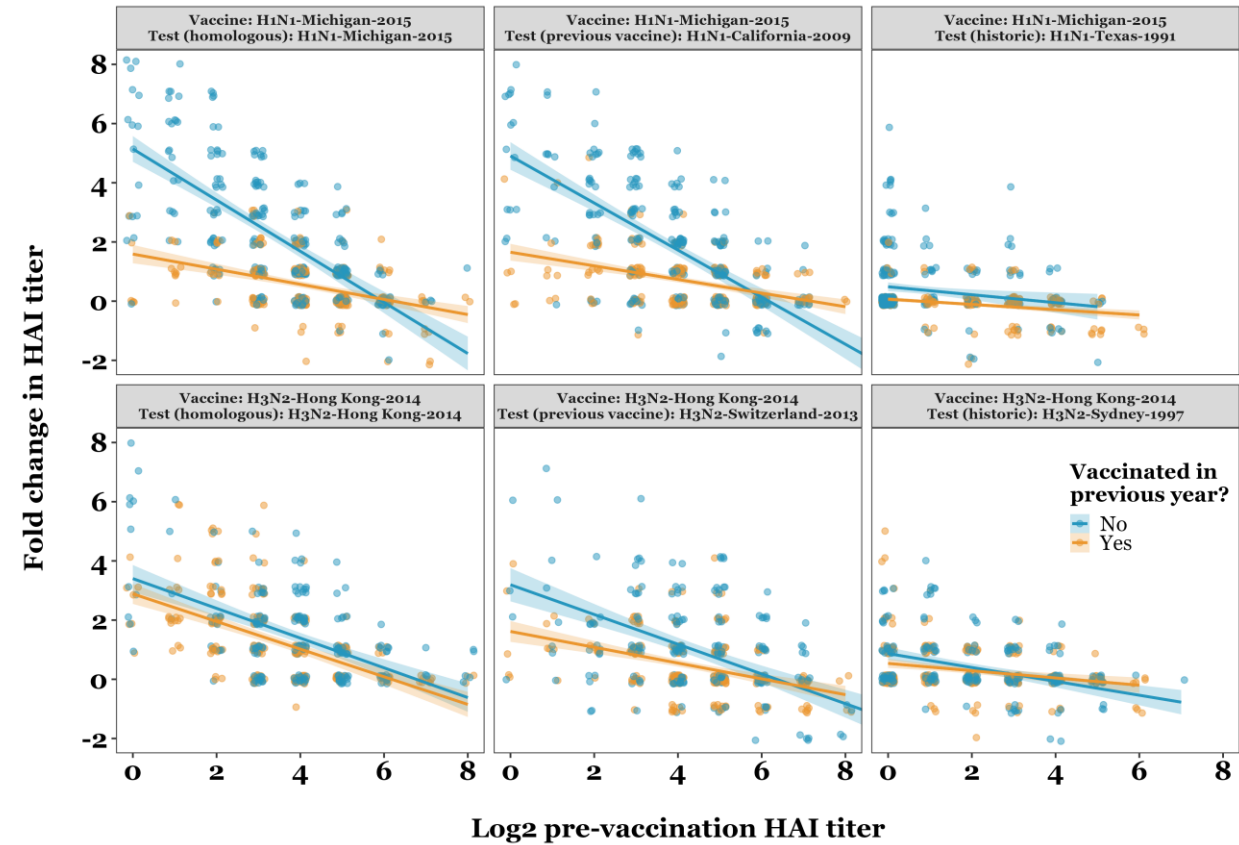 Vaccine: H1N1-Michigan-2015
Test (homologous): H1N1-Michigan-2015
Vaccine: H1N1-Michigan-2015
Test (previous vaccine): H1N1-California-2009
Vaccine: H1N1-Michigan-2015
Test (historic): H1N1-Texas-1991
8
6
4
2
0
-2
Vaccine: H3N2-Hong Kong-2014
Test (homologous): H3N2-Hong Kong-2014
Vaccine: H3N2-Hong Kong-2014
Test (previous vaccine): H3N2-Switzerland-2013
Vaccine: H3N2-Hong Kong-2014
Test (historic): H3N2-Sydney-1997
8
6
4
2
0
-2
Fold change in HAI titer
Vaccinated in
previous year?
No
Yes
0 2 4 6 8
0 2 4 6 8
0 2 4 6 8
Log2 pre-vaccination HAI titer